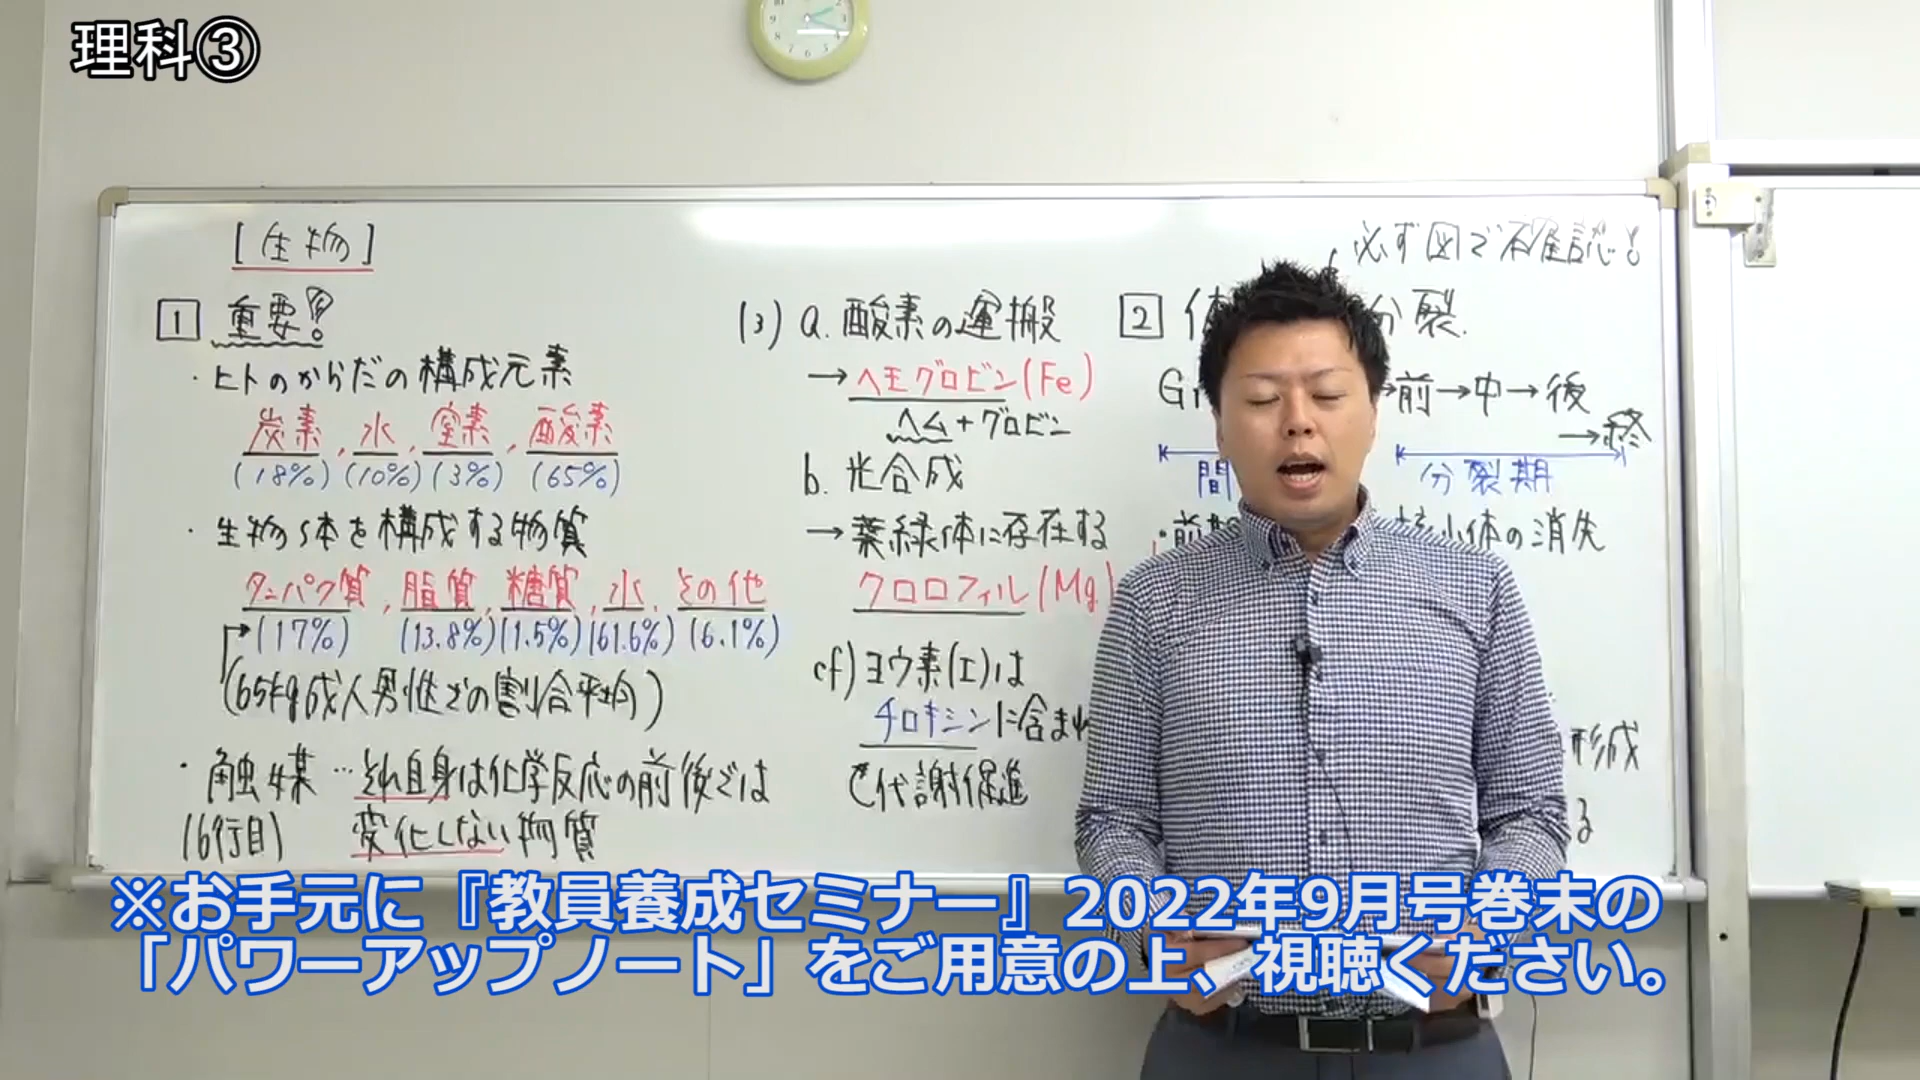 理科③
[生物]
1 重要!
・ヒトのからだの構成元素
炭素, 水, 窒素, 酸素
(18%) (10%) (3%) (65%)
・生物体を構成する物質
タンパク質, 脂質, 糖質, 水, その他
(17%) (13.8%) (1.5%) (61.6%) (6.1%)
(65kg成人男性での割合平均)
・触媒…それ自身は化学反応の前後では
(6行目) 変化しない物質
(3) a. 酸素の運搬
→ヘモグロビン(Fe)
ヘム+グロビン
b. 光合成
→葉緑体に存在する
クロロフィル(Mg)
cf) ヨウ素(I)は
チロキシンに含まれ
て代謝促進
必ず図で確認!
2 体 分裂.
G →前→中→後
→終
間 分裂期
・前期 核小体の消失
形成
る
※お手元に『教員養成セミナー』2022年9月号巻末の
「パワーアップノート」をご用意の上、視聴ください。